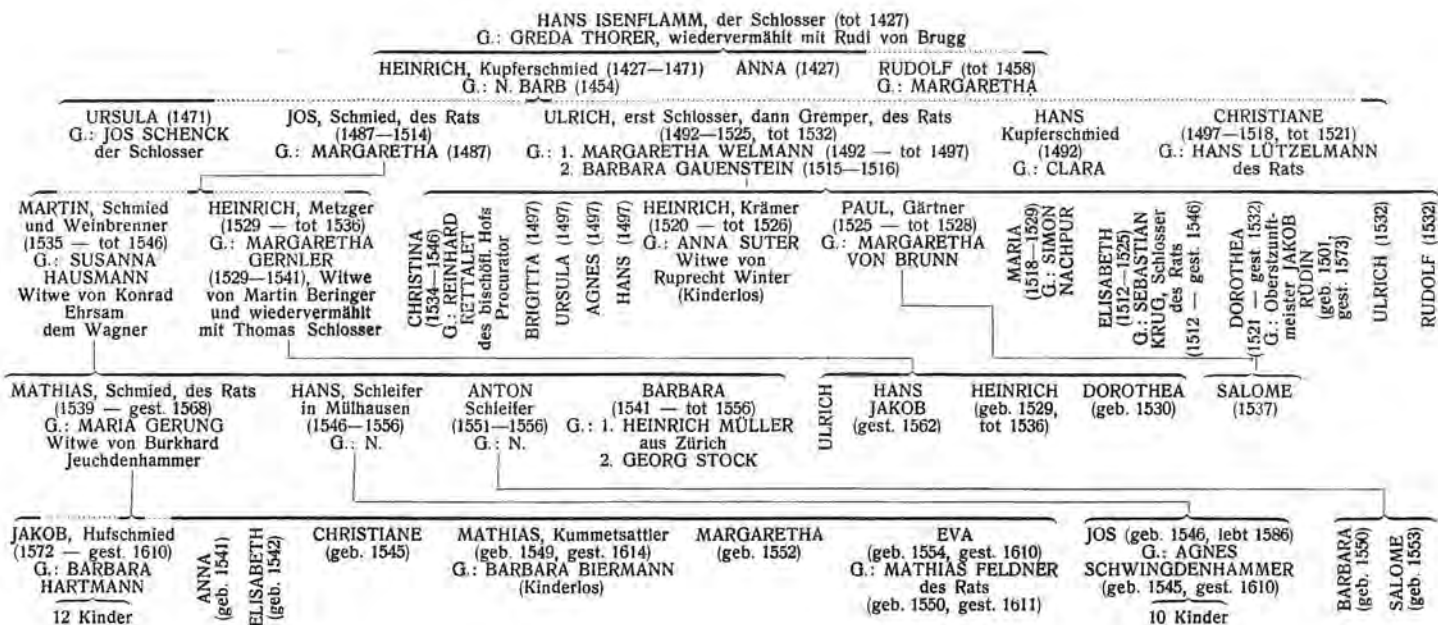 HANS ISENFLAMM, der Schlosser (tot 1427)
G.: GREDA THORER, wiedervermählt mit Rudi von Brugg
HEINRICH, Kupferschmied (1427—1471)
G.: N. BARB (1454)
ANNA (1427)
RUDOLF (tot 1458)
G.: MARGARETHA
URSULA (1471)
G.: JOS SCHENCK
der Schlosser
JOS, Schmied, des Rats
(1487—1514)
G.: MARGARETHA (1487)
ULRICH, erst Schlosser, dann Gremper, des Rats
(1492—1525, tot 1532)
G.: 1. MARGARETHA WELMANN (1492 — tot 1497)
2. BARBARA GAUENSTEIN (1515—1516)
HANS
Kupferschmied
(1492)
G.: CLARA
CHRISTIANE
(1497—1518, tot 1521)
G.: HANS LÜTZELMANN
des Rats
MARTIN, Schmied
und Weinbrenner
(1535 — tot 1546)
G.: SUSANNA
HAUSMANN
Witwe von Konrad
Ehrsam
dem Wagner
HEINRICH, Metzger
(1529 — tot 1536)
G.: MARGARETHA
GERNLER
(1529—1541), Witwe
von Martin Beringer
und wiedervermählt
mit Thomas Schlosser
CHRISTINA
(1534—1546)
G.: REINHARD
RETTALET
des bischöfl. Hofs
Procurator
BRIGITTA (1497)
URSULA (1497)
AGNES (1497)
HANS (1497)
HEINRICH, Krämer
(1520 — tot 1526)
G.: ANNA SUTER
Witwe von
Ruprecht Winter
(Kinderlos)
PAUL, Gärtner
(1525 — tot 1528)
G.: MARGARETHA
VON BRUNN
MARIA
(1518—1529)
G.: SIMON
NACHPUR
ELISABETH
(1512—1525)
G.: SEBASTIAN
KRUG, Schlosser
des Rats
(1512 — gest. 1546)
DOROTHEA
(1521 — gest 1532)
G.: Oberstzunft-
meister JAKOB
RÜDIN
(geb. 1501,
gest. 1573)
ULRICH (1532)
RUDOLF (1532)
MATHIAS, Schmied, des Rats
(1539 — gest. 1568)
G.: MARIA GERUNG
Witwe von Burkhard
Jeuchdenhammer
HANS, Schleifer
in Mülhausen
(1546—1556)
G.: N.
ANTON
Schleifer
(1551—1556)
G.: N.
BARBARA
(1541 — tot 1556)
G.: 1. HEINRICH MÜLLER
aus Zürich
2. GEORG STOCK
ULRICH
HANS
JAKOB
(gest. 1562)
HEINRICH
(geb. 1529,
tot 1536)
DOROTHEA
(geb. 1530)
SALOME
(1537)
JAKOB, Hufschmied
(1572 — gest. 1610)
G.: BARBARA
HARTMANN
12 Kinder
ANNA
(geb. 1541)
ELISABETH
(geb. 1542)
CHRISTIANE
(geb. 1545)
MATHIAS, Kummetsattler
(geb. 1549, gest. 1614)
G.: BARBARA BIERMANN
(Kinderlos)
MARGARETHA
(geb. 1552)
EVA
(geb. 1554, gest. 1610)
G.: MATHIAS FELDNER
des Rats
(geb. 1550, gest. 1611)
JOS (geb. 1546, lebt 1586)
G.: AGNES
SCHWINGDENHAMMER
(geb. 1545, gest. 1610)
10 Kinder
BARBARA
(geb. 1550)
SALOME
(geb. 1553)